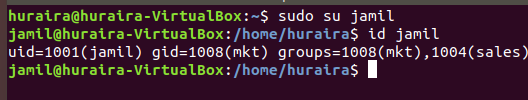 huraira@huraira-VirtualBox:~$ sudo su jamil
jamil@huraira-VirtualBox:/home/huraira$ id jamil
uid=1001(jamil) gid=1008(mkt) groups=1008(mkt),1004(sales)
jamil@huraira-VirtualBox:/home/huraira$